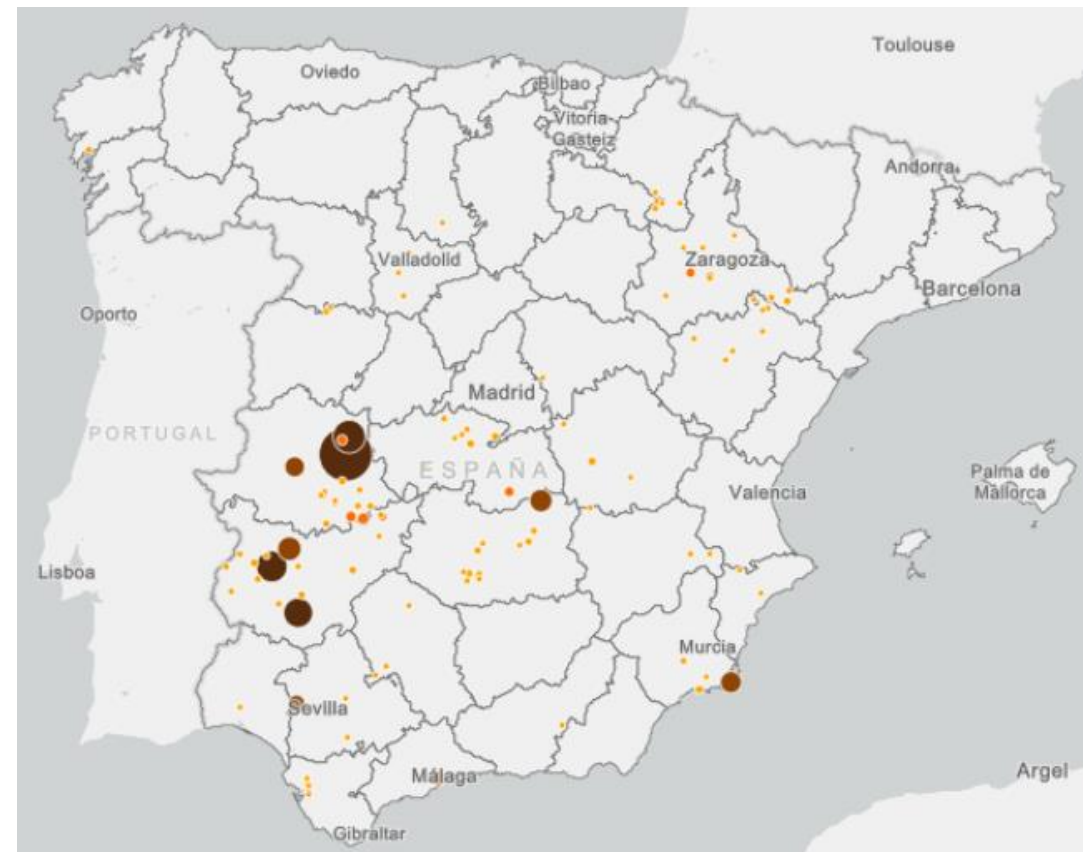 Toulouse
Oviedo
Bilbao
Vitoria-
Gasteiz
Andorra
Valladolid
Zaragoza
Barcelona
Oporto
Madrid
PORTUGAL
ESPAÑA
Palma de
Mallorca
Valencia
Lisboa
Murcia
Sevilla
Málaga
Argel
Gibraltar